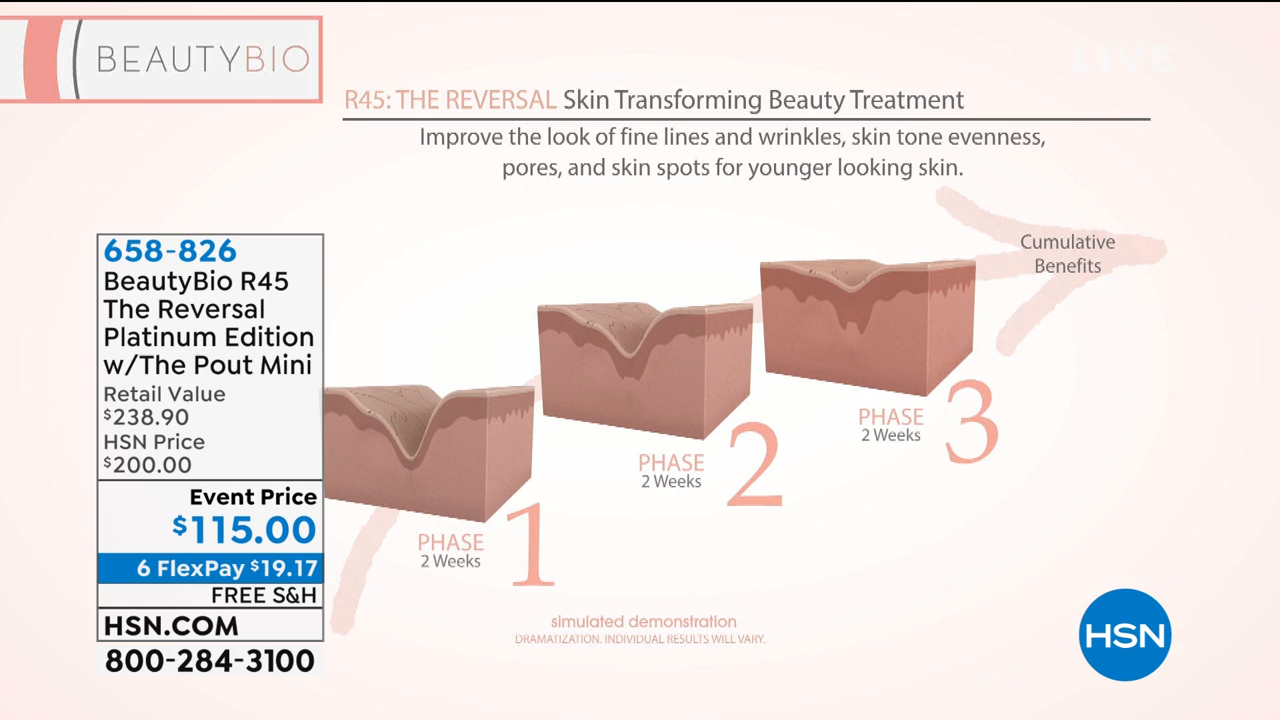 BEAUTYBIO
LIVE
R45: THE REVERSAL Skin Transforming Beauty Treatment
Improve the look of fine lines and wrinkles, skin tone evenness,
pores, and skin spots for younger looking skin.
658-826
BeautyBio R45
The Reversal
Platinum Edition
w/The Pout Mini
Retail Value
$238.90
HSN Price
$200.00
Event Price
$115.00
6 FlexPay $19.17
FREE S&H
HSN.COM
800-284-3100
Cumulative
Benefits
PHASE 1
2 Weeks
PHASE 2
2 Weeks
PHASE 3
2 Weeks
simulated demonstration
DRAMATIZATION. INDIVIDUAL RESULTS WILL VARY.
HSN